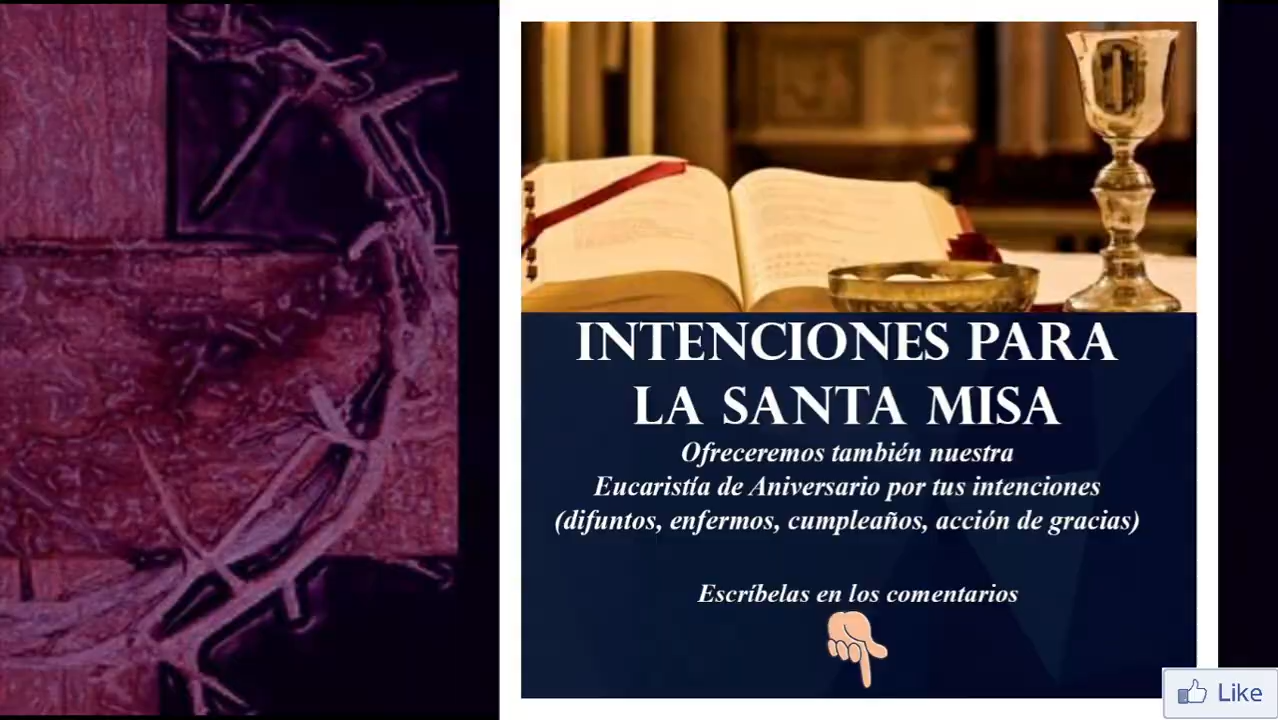 INTENCIONES PARA
LA SANTA MISA
Ofreceremos también nuestra
Eucaristía de Aniversario por tus intenciones
(difuntos, enfermos, cumpleaños, acción de gracias)
Escríbelas en los comentarios
Like